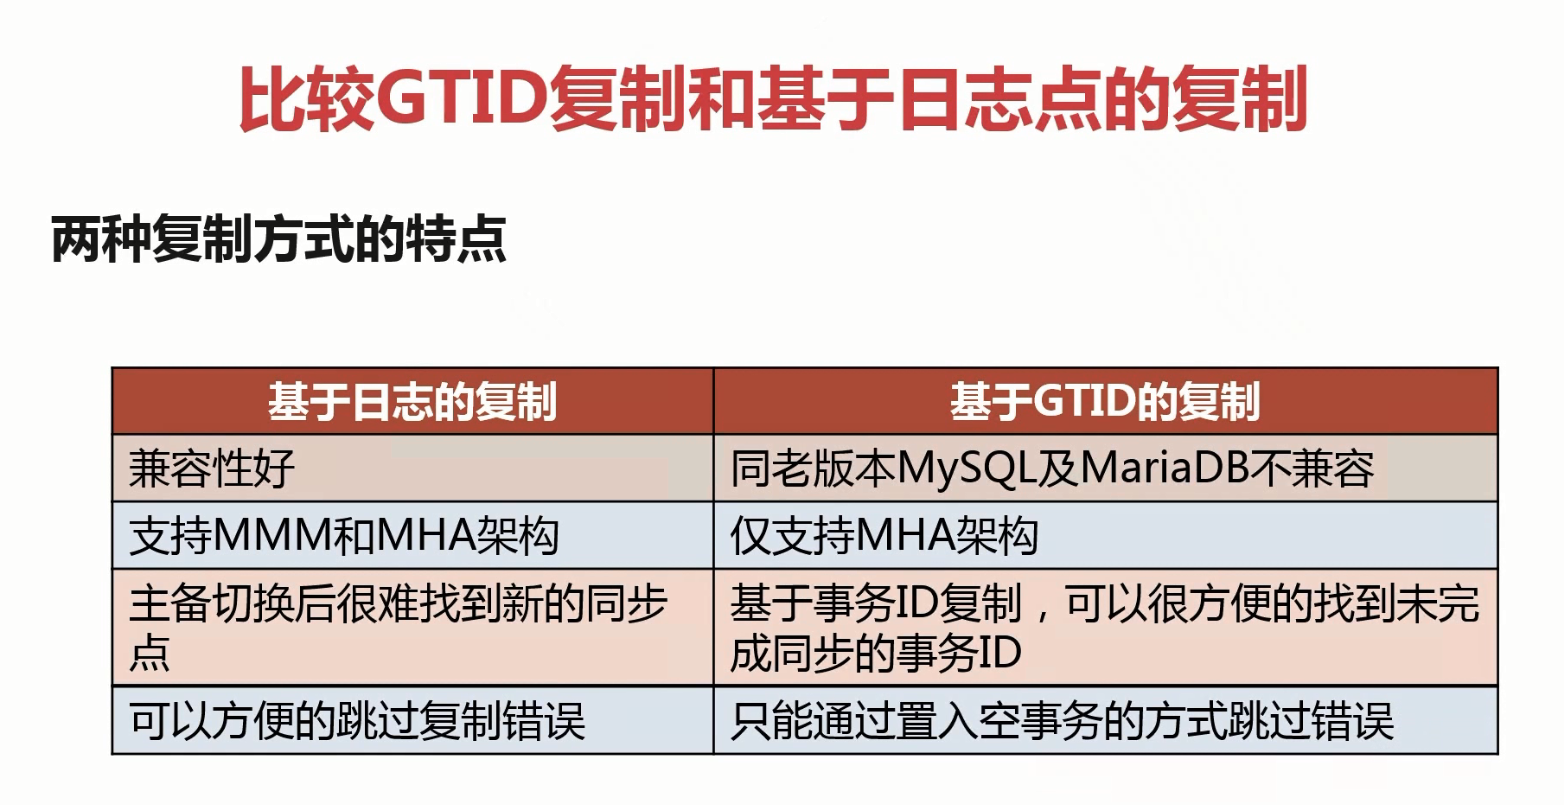 比较GTID复制和基于日志点的复制
两种复制方式的特点
基于日志的复制
基于GTID的复制
兼容性好
同老版本MySQL及MariaDB不兼容
支持MMM和MHA架构
仅支持MHA架构
主备切换后很难找到新的同步
点
基于事务ID复制，可以很方便的找到未完
成同步的事务ID
可以方便的跳过复制错误
只能通过置入空事务的方式跳过错误